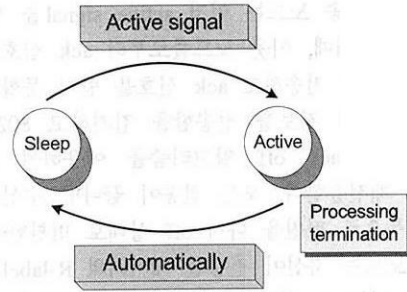 Active signal
Sleep
Active
Processing
termination
Automatically